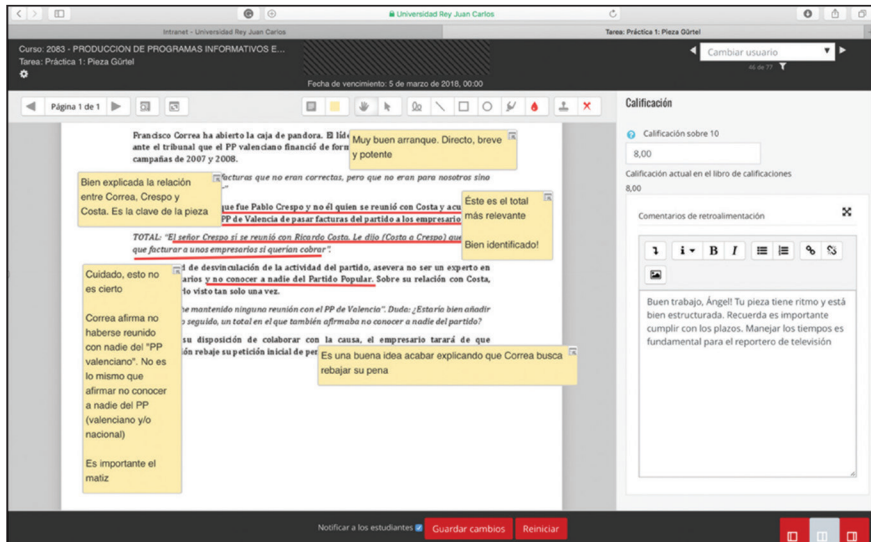 Universidad Rey Juan Carlos
Intranet - Universidad Rey Juan Carlos
Tarea: Práctica 1: Pieza Gürtel
Curso: 2083 - PRODUCCION DE PROGRAMAS INFORMATIVOS E...
Tarea: Práctica 1: Pieza Gürtel
Fecha de vencimiento: 5 de marzo de 2018, 00:00
Cambiar usuario
46 de 77
Página 1 de 1
Francisco Correa ha abierto la caja de pandora. El
ante el tribunal que el PP valenciano financió de
campañas de 2007 y 2008.
Muy buen arranque. Directo, breve
y potente
facturas que no eran correctas, pero que no eran para nosotros sino
Bien explicada la relación
entre Correa, Crespo y
Costa. Es la clave de la pieza
que fue Pablo Crespo y no él quien se reunió con Costa y
PP de Valencia de pasar facturas del partido a los
Éste es el total
más relevante
Bien identificado!
TOTAL: "El señor Crespo sí se reunió con Ricardo Costa. Le dijo (Costa a Crespo)
que facturar a unos empresarios si querían cobrar".
de desvinculación de la actividad del partido, asevera no ser un experto en
y no conocer a nadie del Partido Popular. Sobre su relación con Costa,
visto tan solo una vez.
mantenido ninguna reunión con el PP de Valencia". Duda: ¿Estaría bien añadir
seguido, un total en el que también afirmaba no conocer a nadie del partido?
su disposición de colaborar con la causa, el empresario tarará de que
rebaje su petición inicial de
Cuidado, esto no
es cierto
Correa afirma no
haberse reunido
con nadie del "PP
valenciano". No es
lo mismo que
afirmar no conocer
a nadie del PP
(valenciano y/o
nacional)
Es importante el
matiz
Es una buena idea acabar explicando que Correa busca
rebajar su pena
Calificación
Calificación sobre 10
8,00
Calificación actual en el libro de calificaciones
8,00
Comentarios de retroalimentación
B I
Buen trabajo, Ángel! Tu pieza tiene ritmo y está
bien estructurada. Recuerda es importante
cumplir con los plazos. Manejar los tiempos es
fundamental para el reportero de televisión
Notificar a los estudiantes
Guardar cambios
Reiniciar